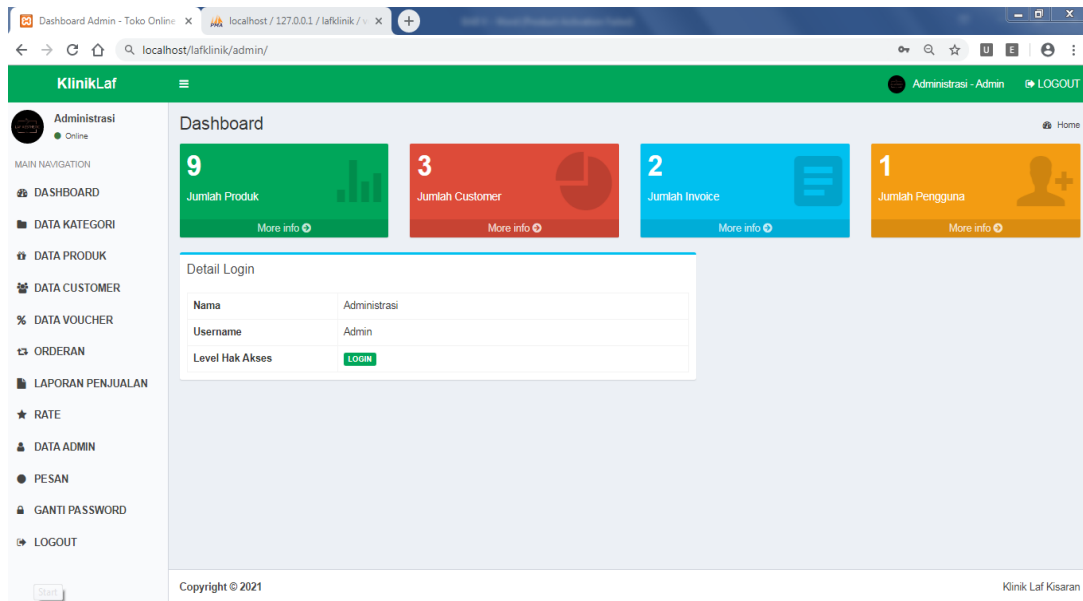 Dashboard Admin - Toko Online
localhost / 127.0.0.1 / lafklinik / v
localhost/lafklinik/admin/
KlinikLaf
Administrasi - Admin
LOGOUT
Administrasi
Online
MAIN NAVIGATION
DASHBOARD
DATA KATEGORI
DATA PRODUK
DATA CUSTOMER
DATA VOUCHER
ORDERAN
LAPORAN PENJUALAN
RATE
DATA ADMIN
PESAN
GANTI PASSWORD
LOGOUT
Start
Dashboard
Home
9
Jumlah Produk
More info
3
Jumlah Customer
More info
2
Jumlah Invoice
More info
1
Jumlah Pengguna
More info
Detail Login
Nama Administrasi
Username Admin
Level Hak Akses LOGIN
Copyright © 2021
Klinik Laf Kisaran